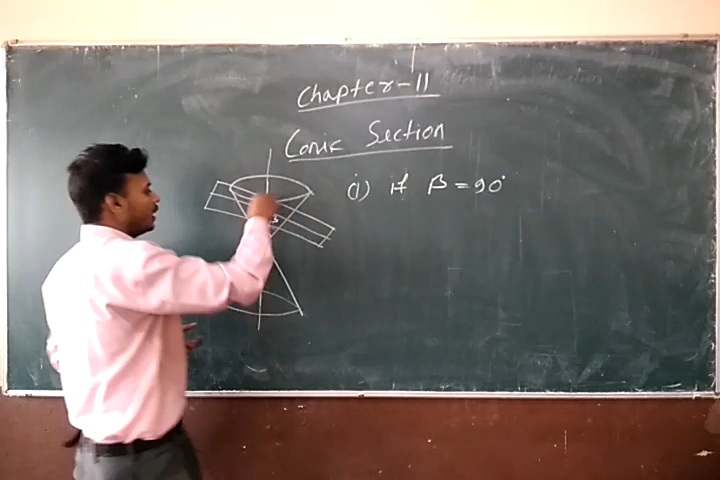 Chapter-11
Conic Section
(i) if β = 90°